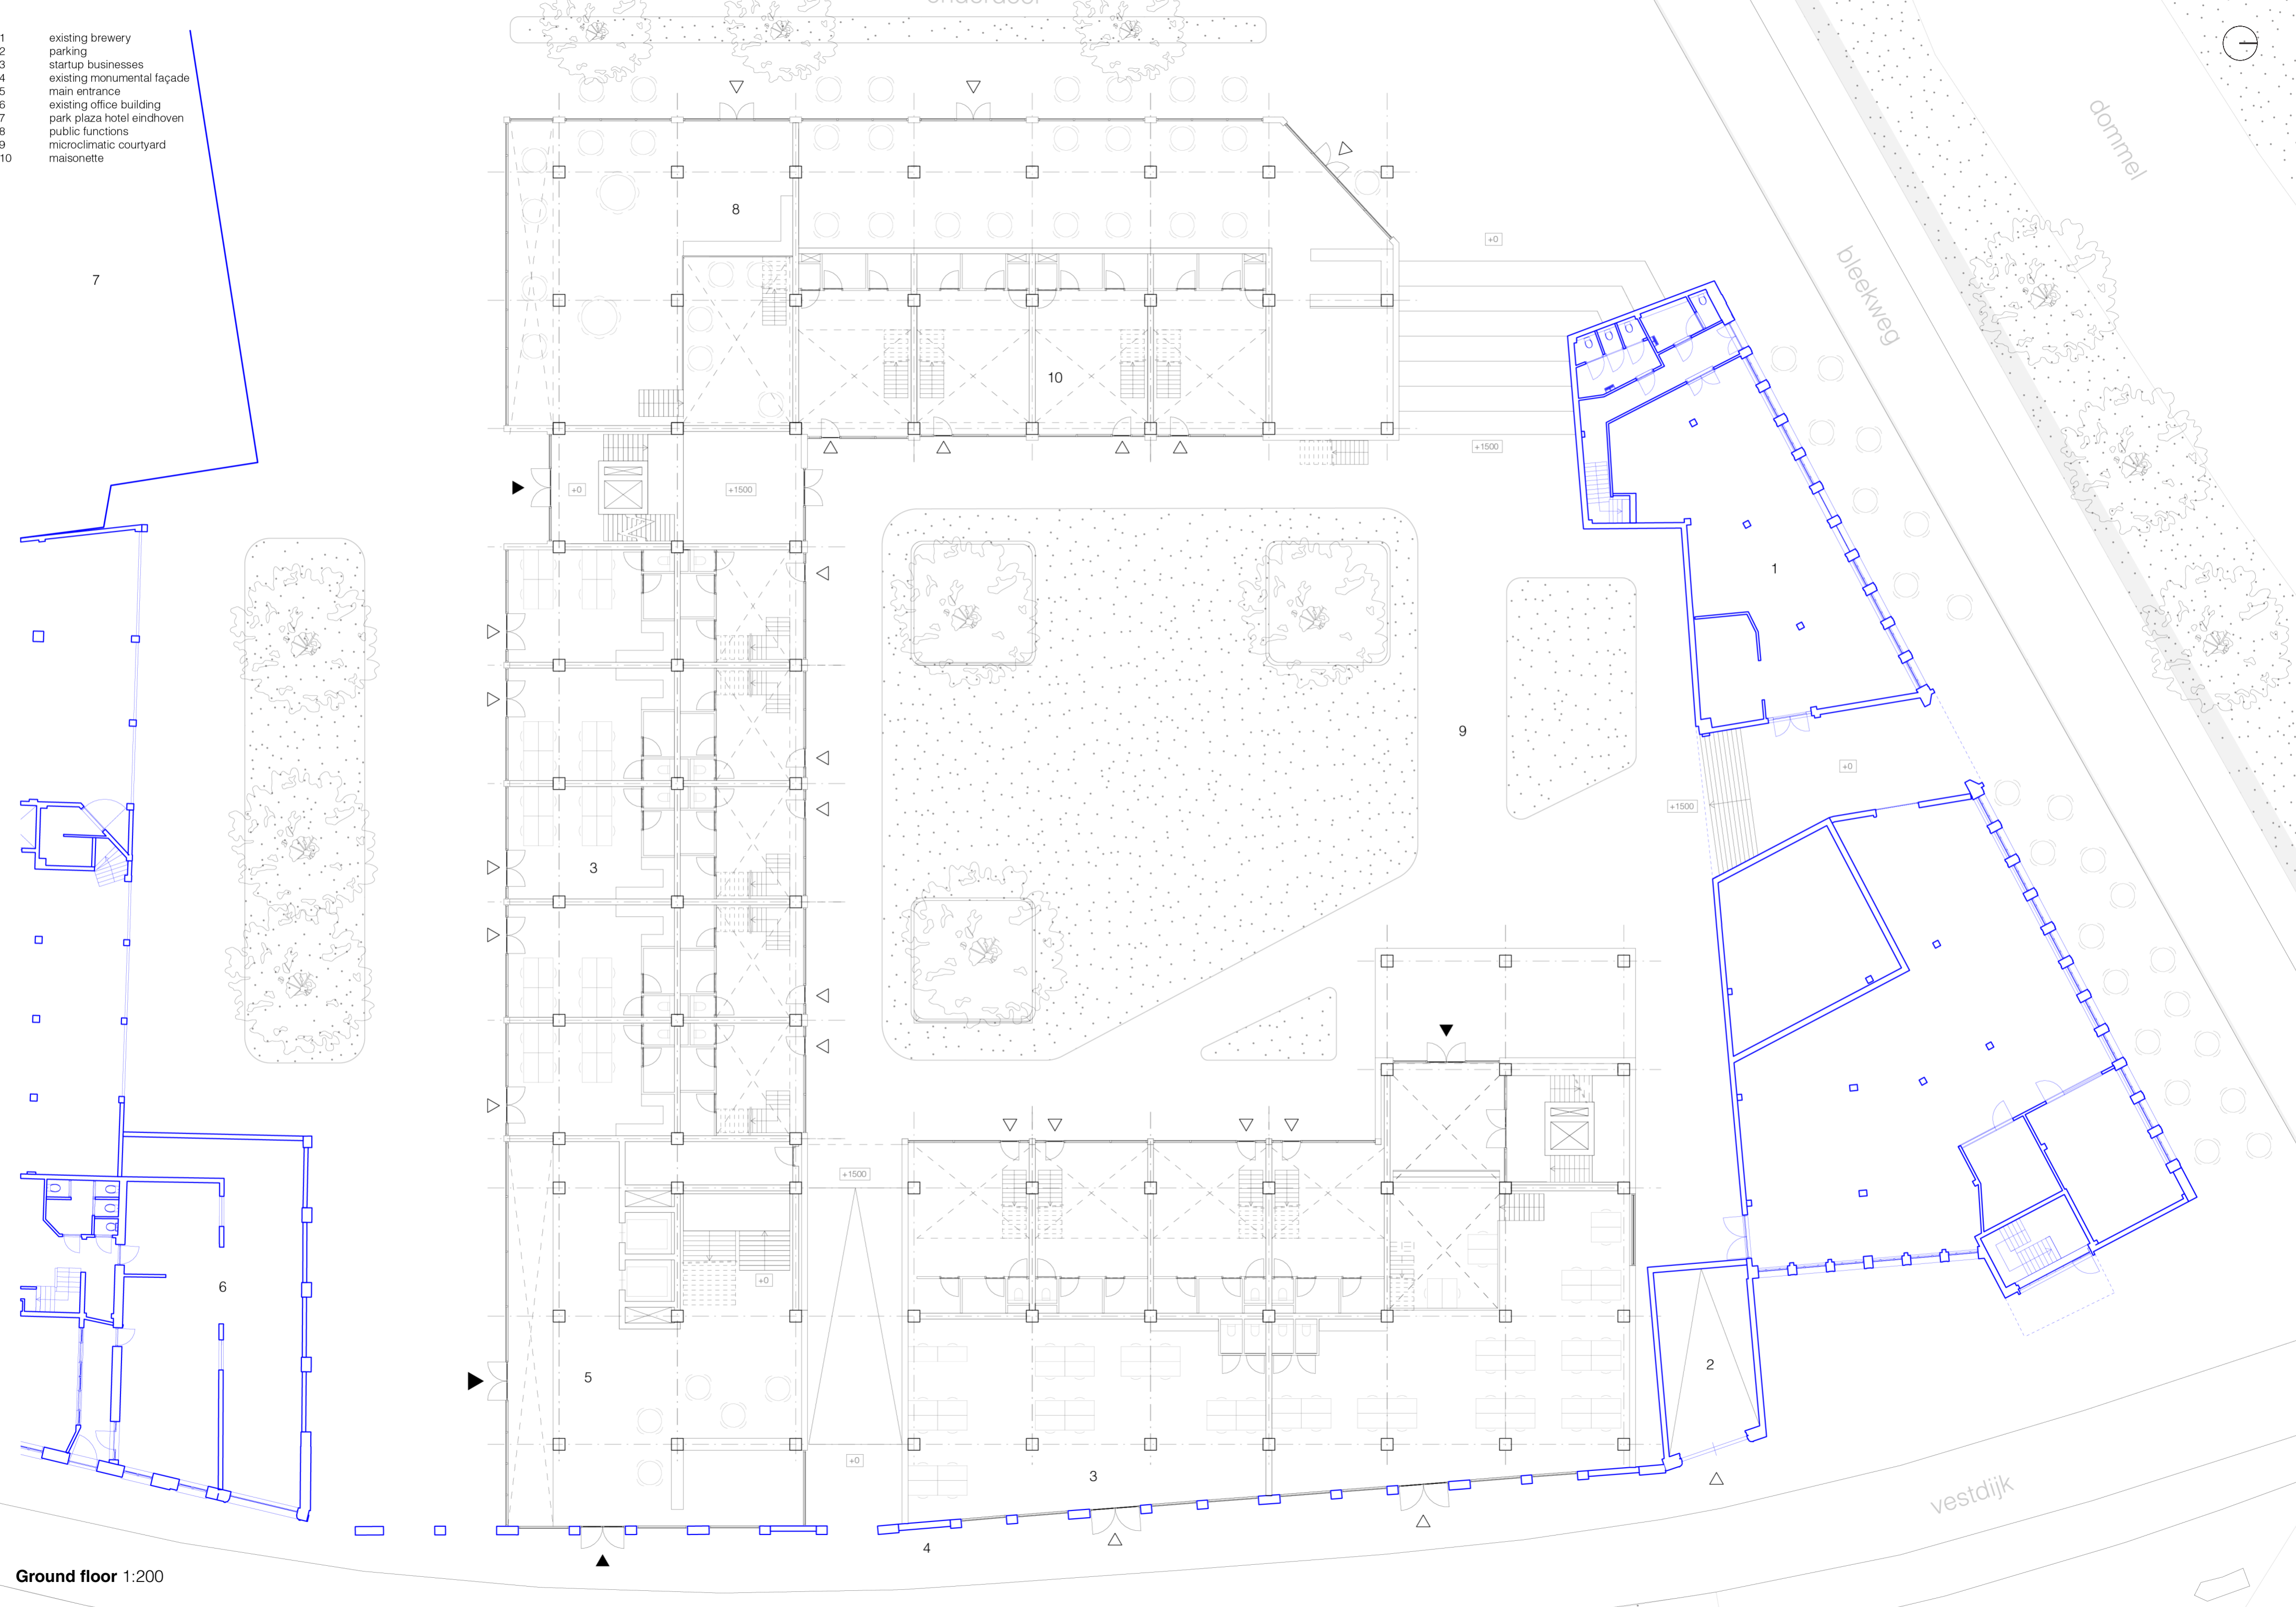 1 existing brewery
2 parking
3 startup businesses
4 existing monumental façade
5 main entrance
6 existing office building
7 park plaza hotel eindhoven
8 public functions
9 microclimatic courtyard
10 maisonette
dommel
8
7
+0
bleekweg
10
+1500
+0
+1500
1
9
+0
+1500
3
+1500
+0
6
2
5
+0
3
vestdijk
4
Ground floor 1:200